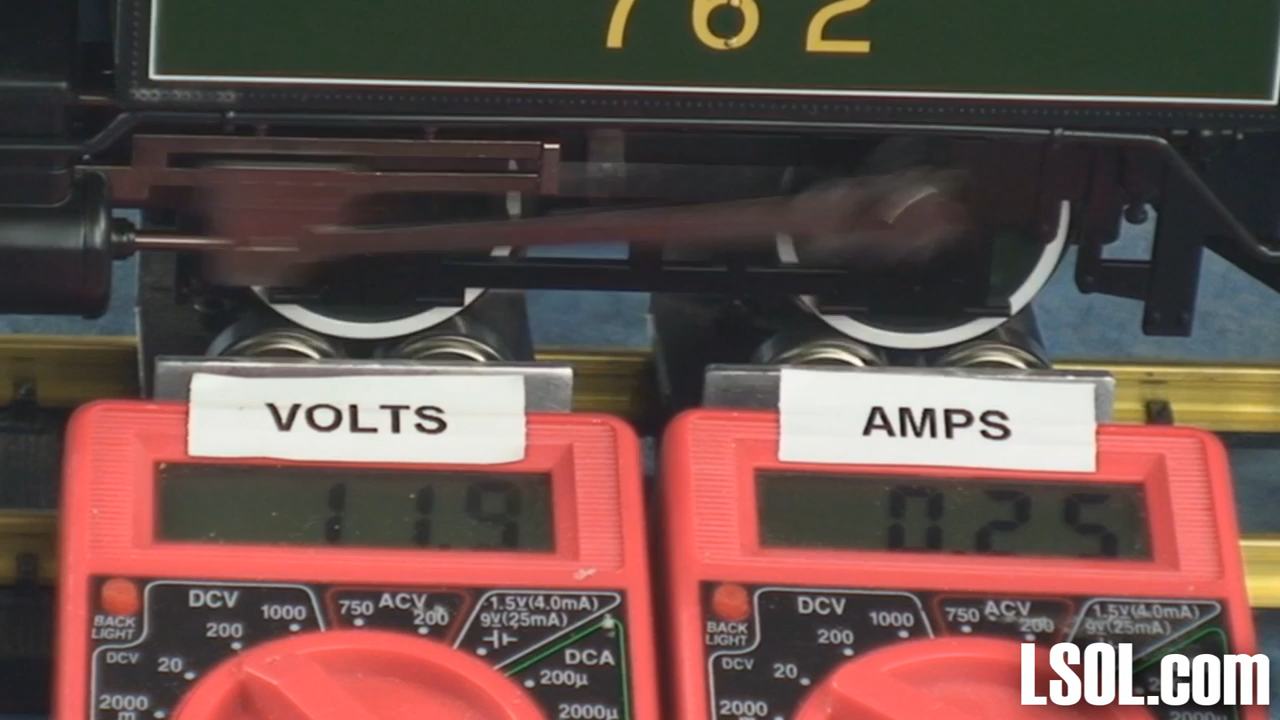 762
VOLTS
AMPS
11.9
0.25
BACK LIGHT
DCV
1000
200
DCV
20
2000
m
750
ACV
200
1.5V(4.0mA)
9V(25mA)
DCA
200µ
2000µ
BACK LIGHT
DCV
1000
200
DCV
20
2000
750
ACV
200
1.5V(4.0mA)
9V(25mA)
LSOL.com